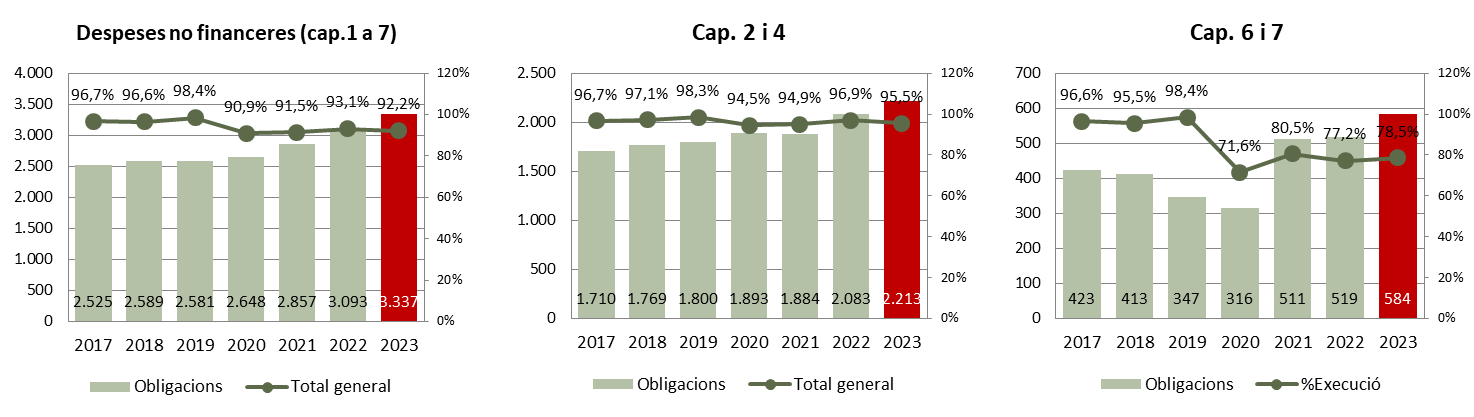 Despeses no financeres (cap.1 a 7)
4.000
3.500
3.000
2.500
2.000
1.500
1.000
500
0
120%
100%
80%
60%
40%
20%
0%
96,7% 96,6% 98,4% 90,9% 91,5% 93,1% 92,2%
2.525 2.589 2.581 2.648 2.857 3.093 3.337
2017 2018 2019 2020 2021 2022 2023
Obligacions Total general
Cap. 2 i 4
2.500
2.000
1.500
1.000
500
0
120%
100%
80%
60%
40%
20%
0%
96,7% 97,1% 98,3% 94,5% 94,9% 96,9% 95,5%
1.710 1.769 1.800 1.893 1.884 2.083 2.213
2017 2018 2019 2020 2021 2022 2023
Obligacions Total general
Cap. 6 i 7
700
600
500
400
300
200
100
0
120%
100%
80%
60%
40%
20%
0%
96,6% 95,5% 98,4% 71,6% 80,5% 77,2% 78,5%
423 413 347 316 511 519 584
2017 2018 2019 2020 2021 2022 2023
Obligacions %Execució